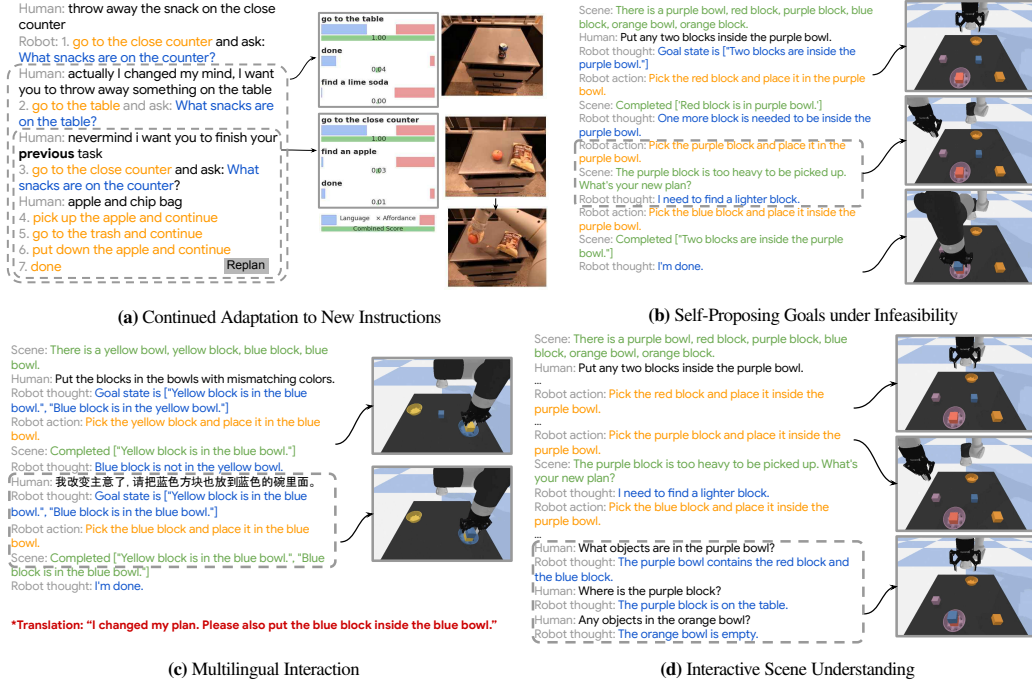 Human: throw away the snack on the close
counter
Robot: 1. go to the close counter and ask:
What snacks are on the counter?
Human: actually I changed my mind, I want
you to throw away something on the table
2. go to the table and ask: What snacks are
on the table?
Human: nevermind i want you to finish your
previous task
3. go to the close counter and ask: What
snacks are on the counter?
Human: apple and chip bag
4. pick up the apple and continue
5. go to the trash and continue
6. put down the apple and continue
7. done
Replan
go to the table
1.00
done
0.04
find a lime soda
0.00
go to the close counter
1.00
find an apple
0.03
done
0.01
Language × Affordance
Combined Score
(a) Continued Adaptation to New Instructions
Scene: There is a purple bowl, red block, purple block, blue
block, orange bowl, orange block.
Human: Put any two blocks inside the purple bowl.
Robot thought: Goal state is ["Two blocks are inside the
purple bowl."]
Robot action: Pick the red block and place it in the purple
bowl.
Scene: Completed ['Red block is in purple bowl.']
Robot thought: One more block is needed to be inside the
purple bowl.
Robot action: Pick the purple block and place it in the
purple bowl.
Scene: The purple block is too heavy to be picked up.
What's your new plan?
Robot thought: I need to find a lighter block.
Robot action: Pick the blue block and place it inside the
purple bowl.
Scene: Completed ["Two blocks are inside the purple
bowl."]
Robot thought: I'm done.
(b) Self-Proposing Goals under Infeasibility
Scene: There is a yellow bowl, yellow block, blue block, blue
bowl.
Human: Put the blocks in the bowls with mismatching colors.
Robot thought: Goal state is ["Yellow block is in the blue
bowl.", "Blue block is in the yellow bowl."]
Robot action: Pick the yellow block and place it in the blue
bowl.
Scene: Completed ["Yellow block is in the blue bowl."]
Robot thought: Blue block is not in the yellow bowl.
Human: 我改变主意了, 请把蓝色方块也放到蓝色的碗里面。
Robot thought: Goal state is ["Yellow block is in the blue
bowl.", "Blue block is in the blue bowl."]
Robot action: Pick the blue block and place it in the blue
bowl.
Scene: Completed ["Yellow block is in the blue bowl.", "Blue
block is in the blue bowl."]
Robot thought: I'm done.
*Translation: “I changed my plan. Please also put the blue block inside the blue bowl.”
(c) Multilingual Interaction
Scene: There is a purple bowl, red block, purple block, blue
block, orange bowl, orange block.
Human: Put any two blocks inside the purple bowl.
...
Robot action: Pick the red block and place it inside the
purple bowl.
...
Robot action: Pick the purple block and place it inside the
purple bowl.
Scene: The purple block is too heavy to be picked up. What's
your new plan?
Robot thought: I need to find a lighter block.
Robot action: Pick the blue block and place it inside the
purple bowl.
...
Human: What objects are in the purple bowl?
Robot thought: The purple bowl contains the red block and
the blue block.
Human: Where is the purple block?
Robot thought: The purple block is on the table.
Human: Any objects in the orange bowl?
Robot thought: The orange bowl is empty.
(d) Interactive Scene Understanding